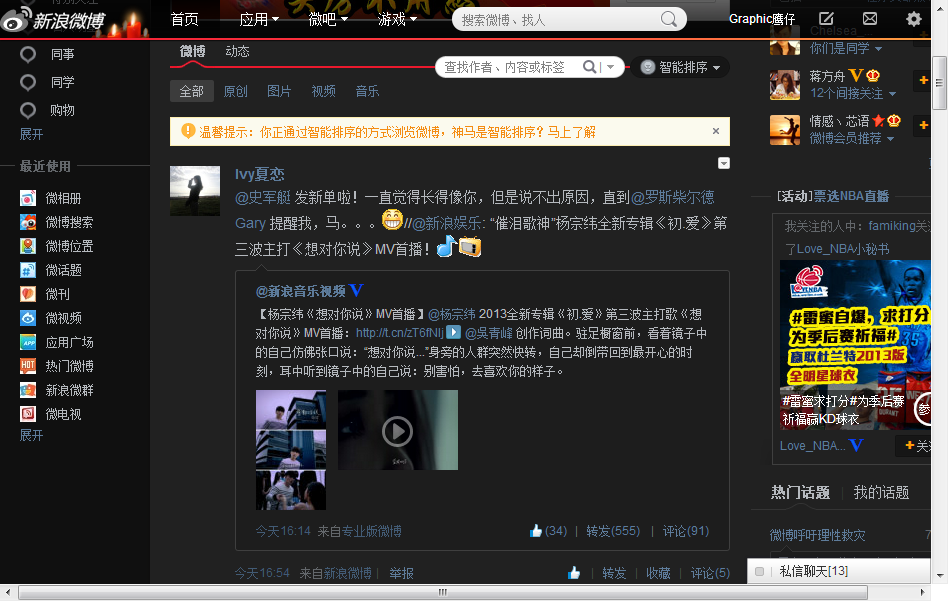 新浪微博
首页
应用
微吧
游戏
搜索微博、找人
Graphic鹰仔
同事
同学
购物
展开
最近使用
微相册
微博搜索
微博位置
微话题
微刊
微视频
应用广场
热门微博
新浪微群
微电视
展开
微博
动态
查找作者、内容或标签
智能排序
全部
原创
图片
视频
音乐
温馨提示：你正通过智能排序的方式浏览微博，神马是智能排序？马上了解
Ivy夏恋
@史军艇 发新单啦！一直觉得长得像你，但是说不出原因，直到@罗斯柴尔德
Gary 提醒我，马。。。//@新浪娱乐: “催泪歌神”杨宗纬全新专辑《初.爱》第
三波主打《想对你说》MV首播！
@新浪音乐视频
【杨宗纬《想对你说》MV首播】@杨宗纬 2013全新专辑《初.爱》第三波主打歌《想
对你说》MV首播：http://t.cn/zT6fNlj @吳青峰 创作词曲。驻足橱窗前，看着镜子中
的自己仿佛张口说：“想对你说...”身旁的人群突然快转，自己却倒带回到最开心的时
刻，耳中听到镜子中的自己说：别害怕，去喜欢你的样子。
今天16:14 来自专业版微博
(34) | 转发(555) | 评论(91)
今天16:54 来自新浪微博 | 举报
| 转发 | 收藏 | 评论(5)
你们是同学
蒋方舟
12个间接关注
情感丶芯语
微博会员推荐
[活动]票选NBA直播
我关注的人中：famiking关
了Love_NBA小秘书
#雷蜜自爆，求打分
为季后赛祈福#
赢取杜兰特2013版
全明星球衣
#雷蜜求打分#为季后赛
祈福赢KD球衣
参
Love_NBA...
+关
热门话题
我的话题
微博呼吁理性救灾
私信聊天[13]